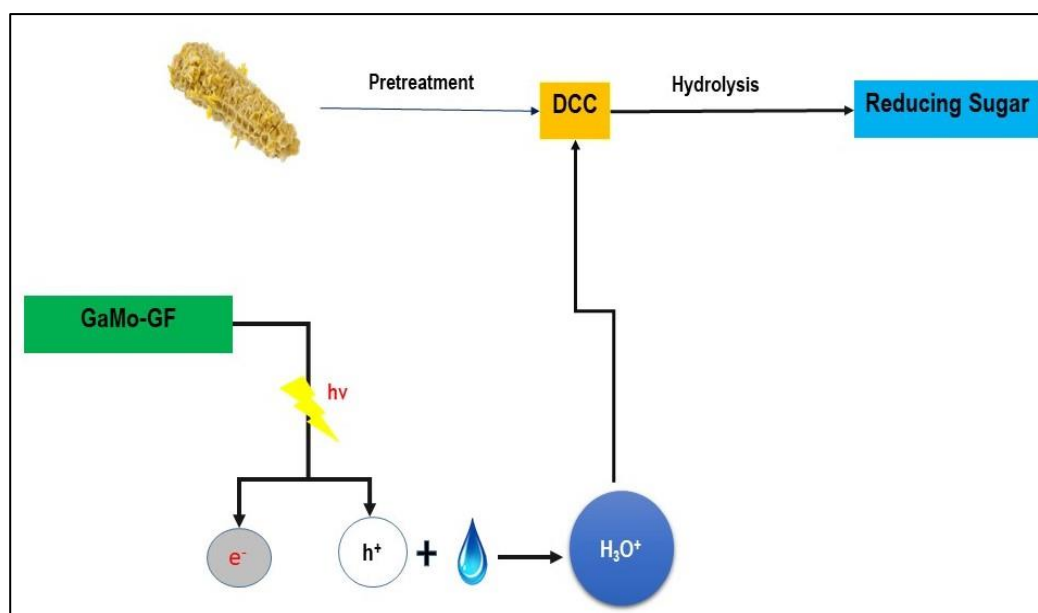 Pretreatment
DCC
Hydrolysis
Reducing Sugar
GaMo-GF
hv
e⁻
h⁺
+
H₃O⁺